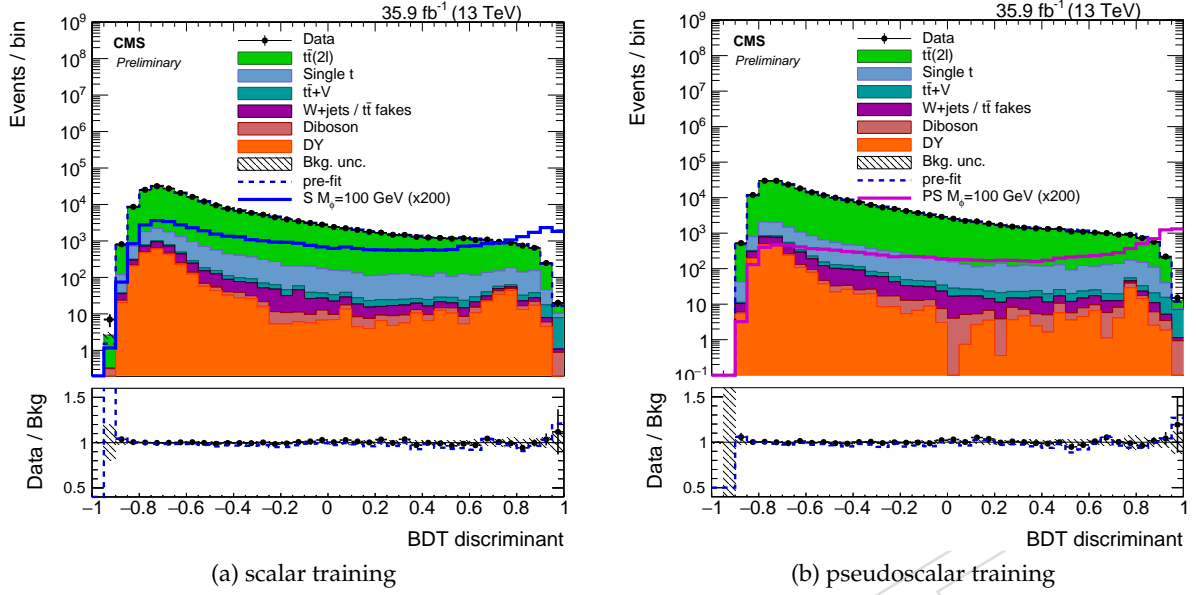 35.9 fb⁻¹ (13 TeV)
Events / bin
10⁹
10⁸
10⁷
10⁶
10⁵
10⁴
10³
10²
10
1
CMS
Preliminary
Data
tt̄(2l)
Single t
tt̄+V
W+jets / tt̄ fakes
Diboson
DY
Bkg. unc.
pre-fit
S M_ϕ=100 GeV (x200)
Data / Bkg
1.5
1
0.5
−1 −0.8 −0.6 −0.4 −0.2 0 0.2 0.4 0.6 0.8 1
BDT discriminant
(a) scalar training
35.9 fb⁻¹ (13 TeV)
Events / bin
10⁹
10⁸
10⁷
10⁶
10⁵
10⁴
10³
10²
10
1
10⁻¹
CMS
Preliminary
Data
tt̄(2l)
Single t
tt̄+V
W+jets / tt̄ fakes
Diboson
DY
Bkg. unc.
pre-fit
PS M_ϕ=100 GeV (x200)
Data / Bkg
1.5
1
0.5
−1 −0.8 −0.6 −0.4 −0.2 0 0.2 0.4 0.6 0.8 1
BDT discriminant
(b) pseudoscalar training